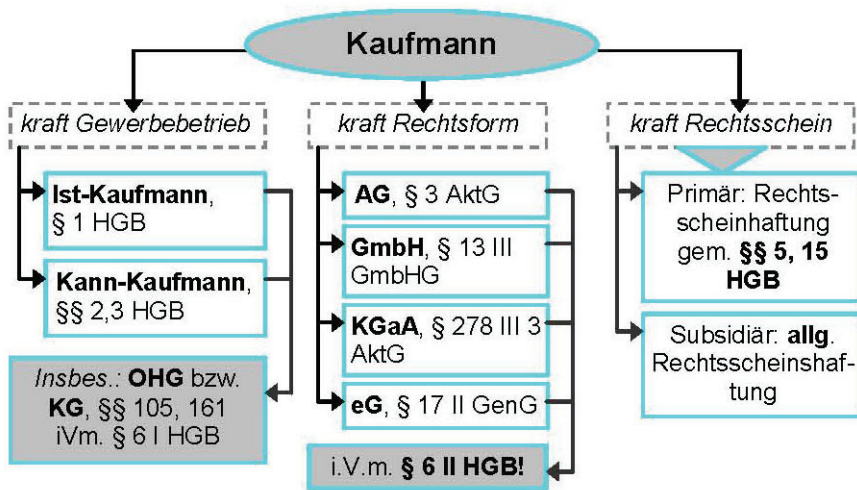 Kaufmann
kraft Gewerbebetrieb
Ist-Kaufmann,
§ 1 HGB
Kann-Kaufmann,
§§ 2,3 HGB
Insbes.: OHG bzw.
KG, §§ 105, 161
iVm. § 6 I HGB
kraft Rechtsform
AG, § 3 AktG
GmbH, § 13 III
GmbHG
KGaA, § 278 III 3
AktG
eG, § 17 II GenG
i.V.m. § 6 II HGB!
kraft Rechtsschein
Primär: Rechts-
scheinhaftung
gem. §§ 5, 15
HGB
Subsidiär: allg.
Rechtsscheinshaf-
tung